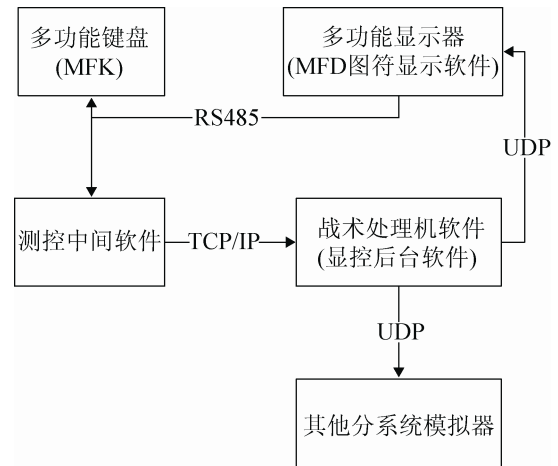 多功能键盘
(MFK)
多功能显示器
(MFD图符显示软件)
RS485
UDP
测控中间软件
TCP/IP
战术处理机软件
(显控后台软件)
UDP
其他分系统模拟器